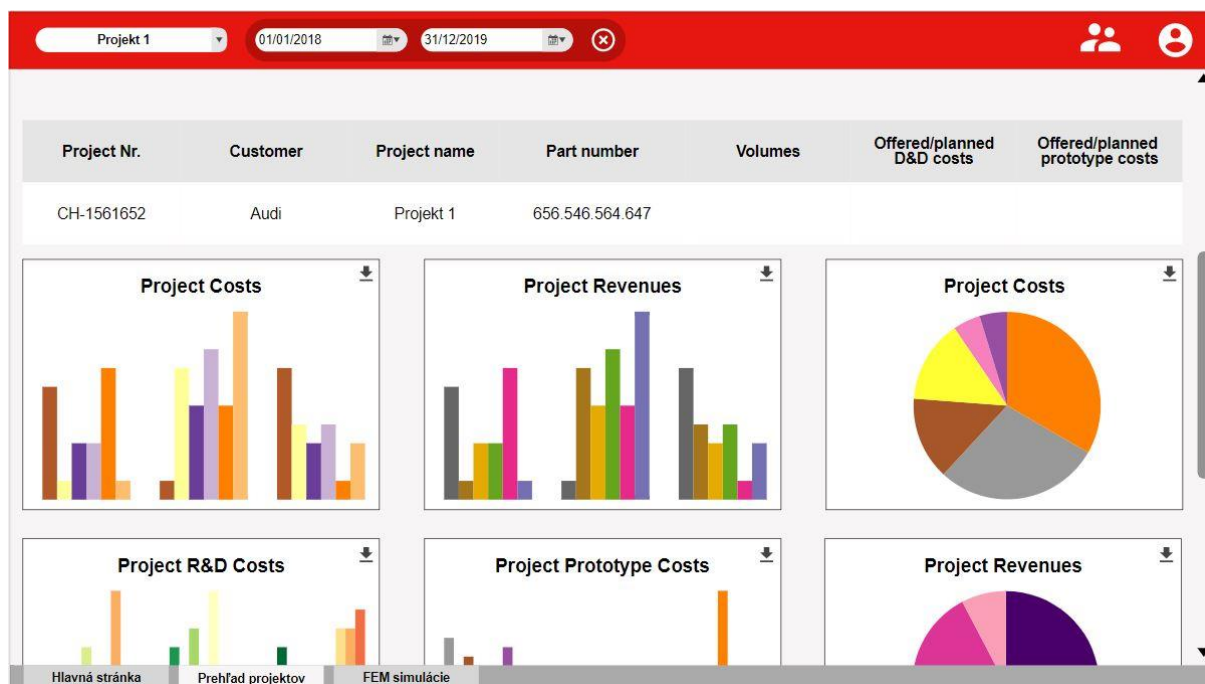 Projekt 1
01/01/2018
31/12/2019
Project Nr.
Customer
Project name
Part number
Volumes
Offered/planned
D&D costs
Offered/planned
prototype costs
CH-1561652
Audi
Projekt 1
656.546.564.647
Project Costs
Project Revenues
Project Costs
Project R&D Costs
Project Prototype Costs
Project Revenues
Hlavná stránka
Prehľad projektov
FEM simulácie